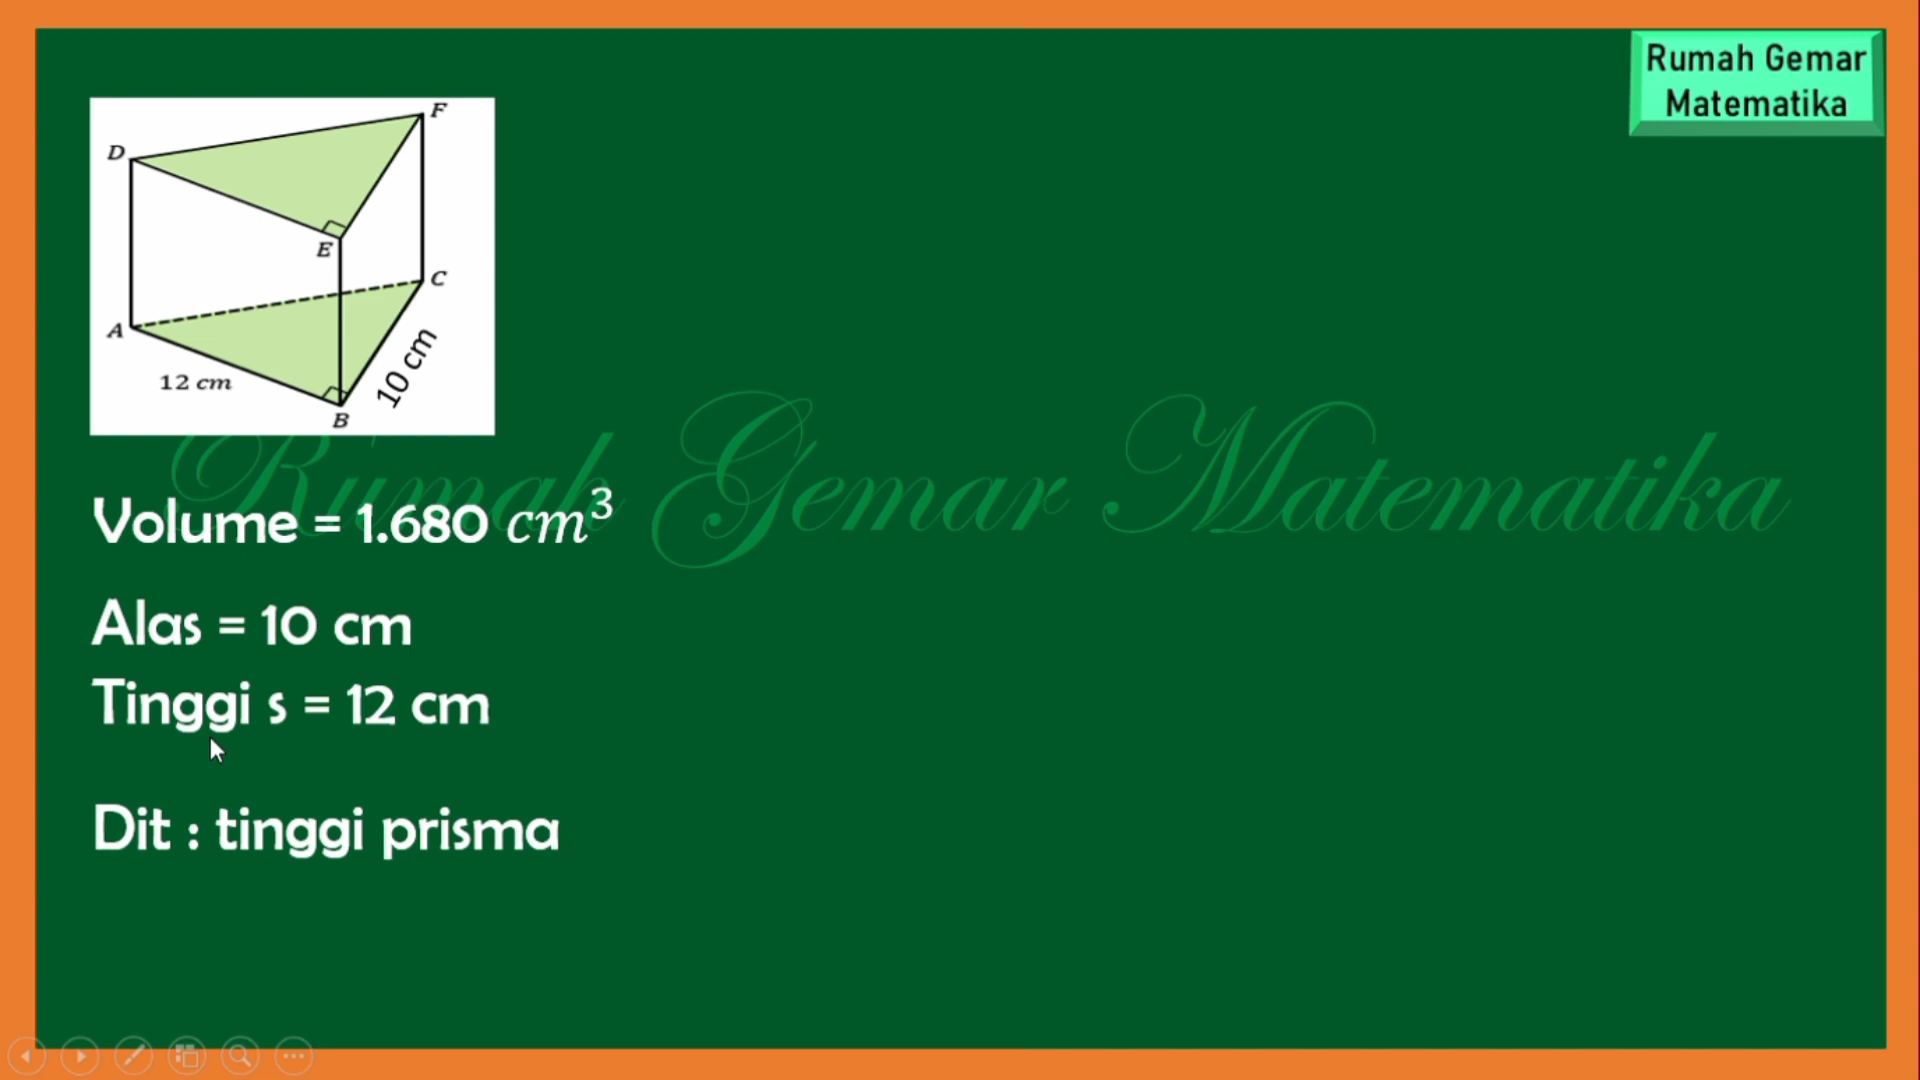 Rumah Gemar
Matematika
F
D
E
C
A
12 cm
10 cm
B
Rumah Gemar Matematika
Volume = 1.680 cm³
Alas = 10 cm
Tinggi s = 12 cm
Dit : tinggi prisma